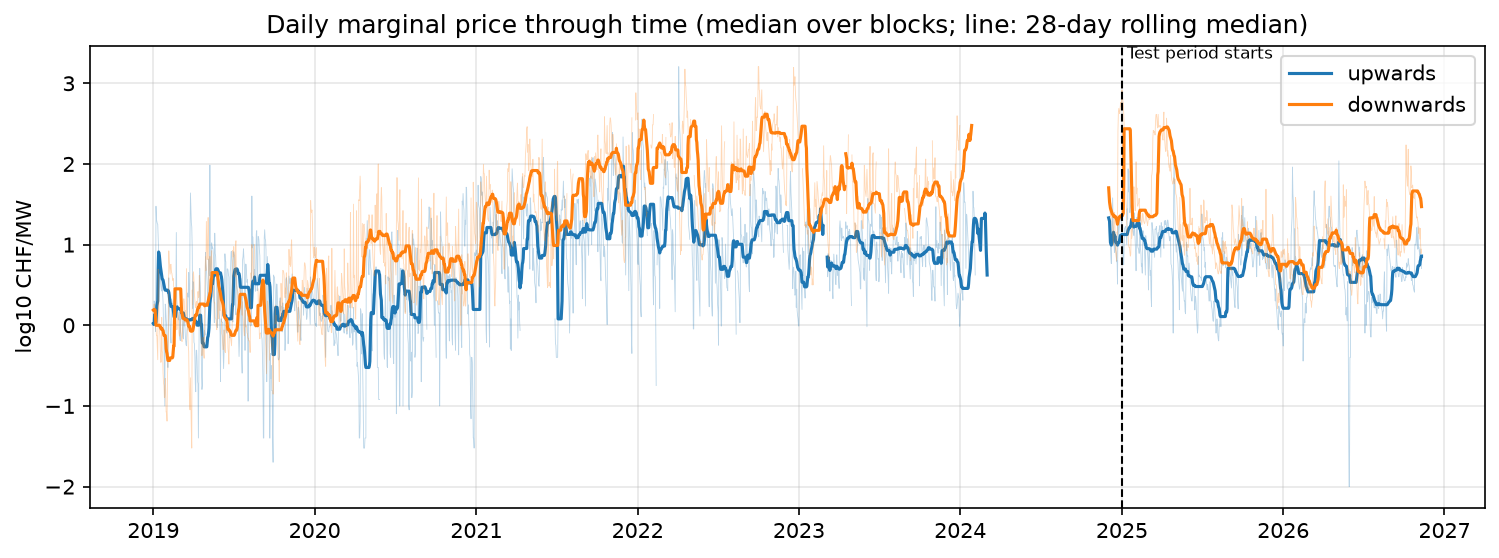 Daily marginal price through time (median over blocks; line: 28-day rolling median)
Test period starts
upwards
downwards
log10 CHF/MW
3
2
1
0
−1
−2
2019 2020 2021 2022 2023 2024 2025 2026 2027